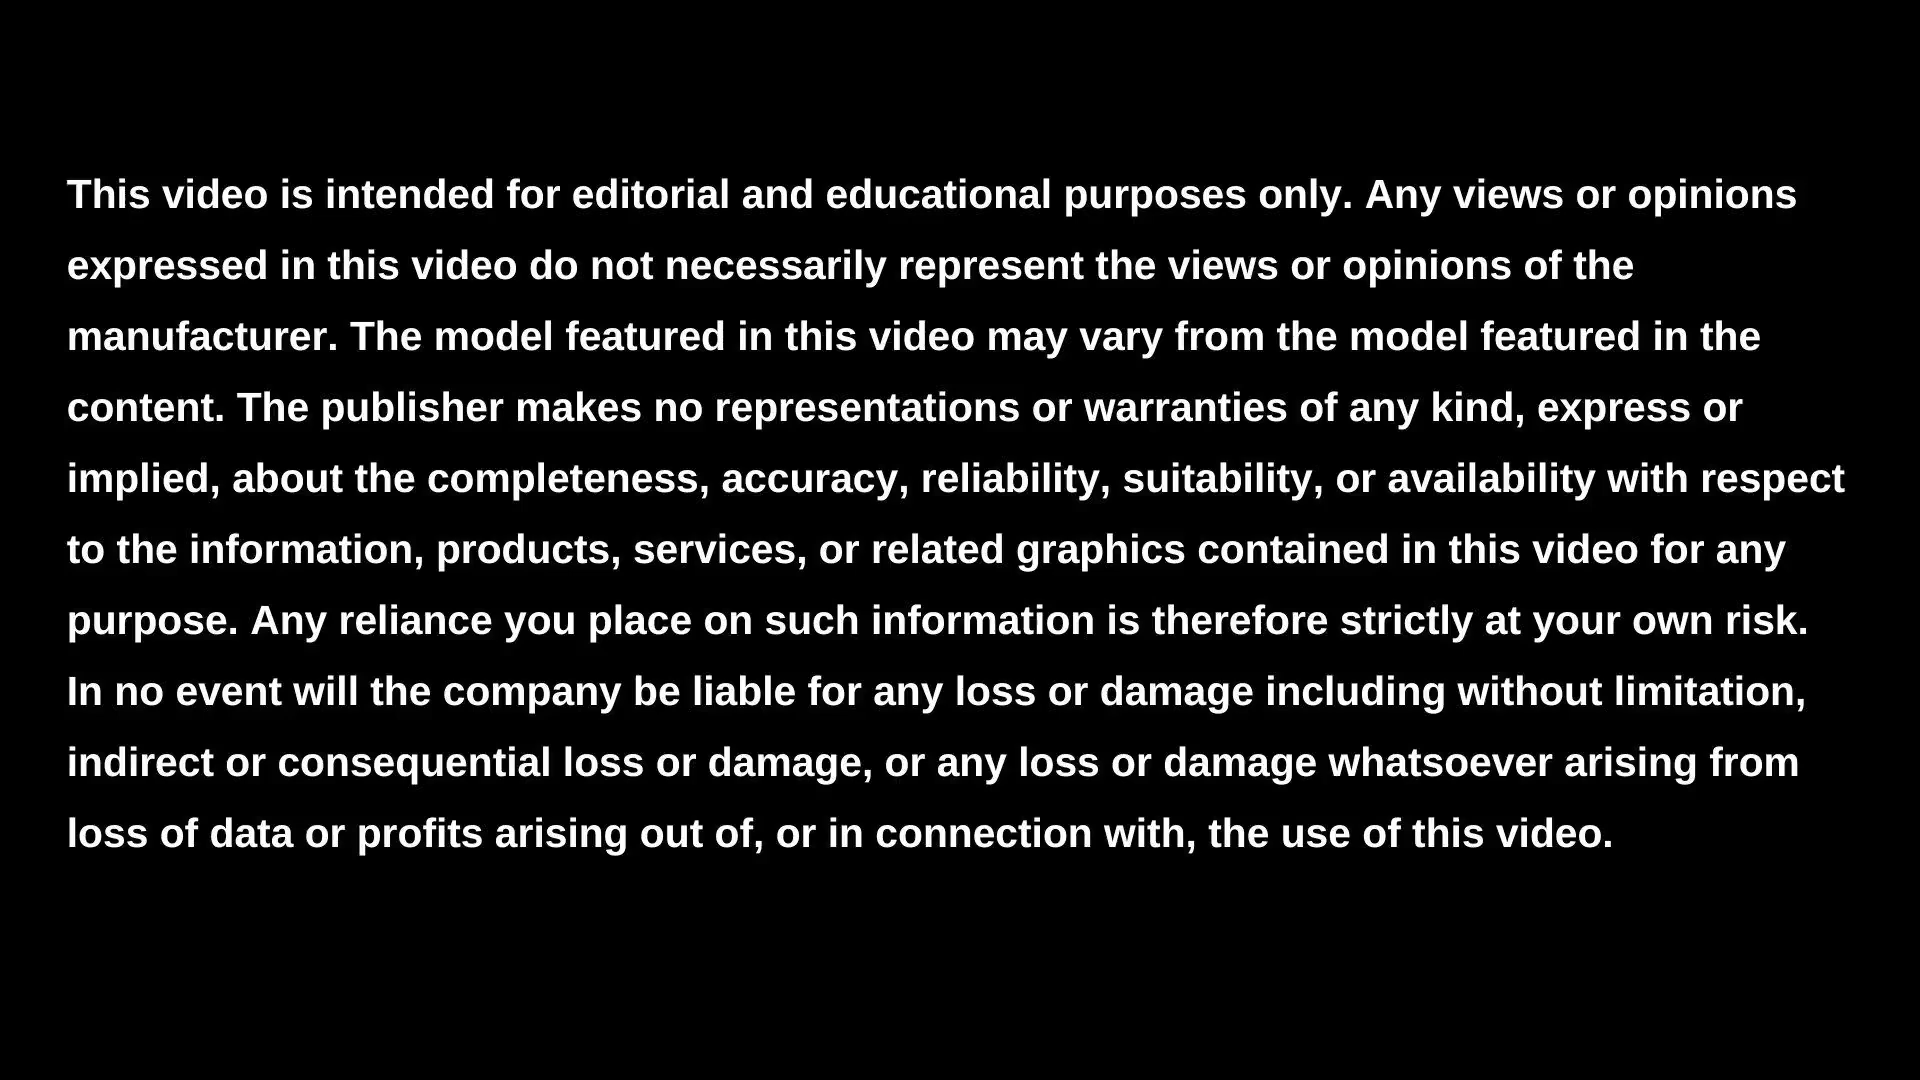 This video is intended for editorial and educational purposes only. Any views or opinions
expressed in this video do not necessarily represent the views or opinions of the
manufacturer. The model featured in this video may vary from the model featured in the
content. The publisher makes no representations or warranties of any kind, express or
implied, about the completeness, accuracy, reliability, suitability, or availability with respect
to the information, products, services, or related graphics contained in this video for any
purpose. Any reliance you place on such information is therefore strictly at your own risk.
In no event will the company be liable for any loss or damage including without limitation,
indirect or consequential loss or damage, or any loss or damage whatsoever arising from
loss of data or profits arising out of, or in connection with, the use of this video.